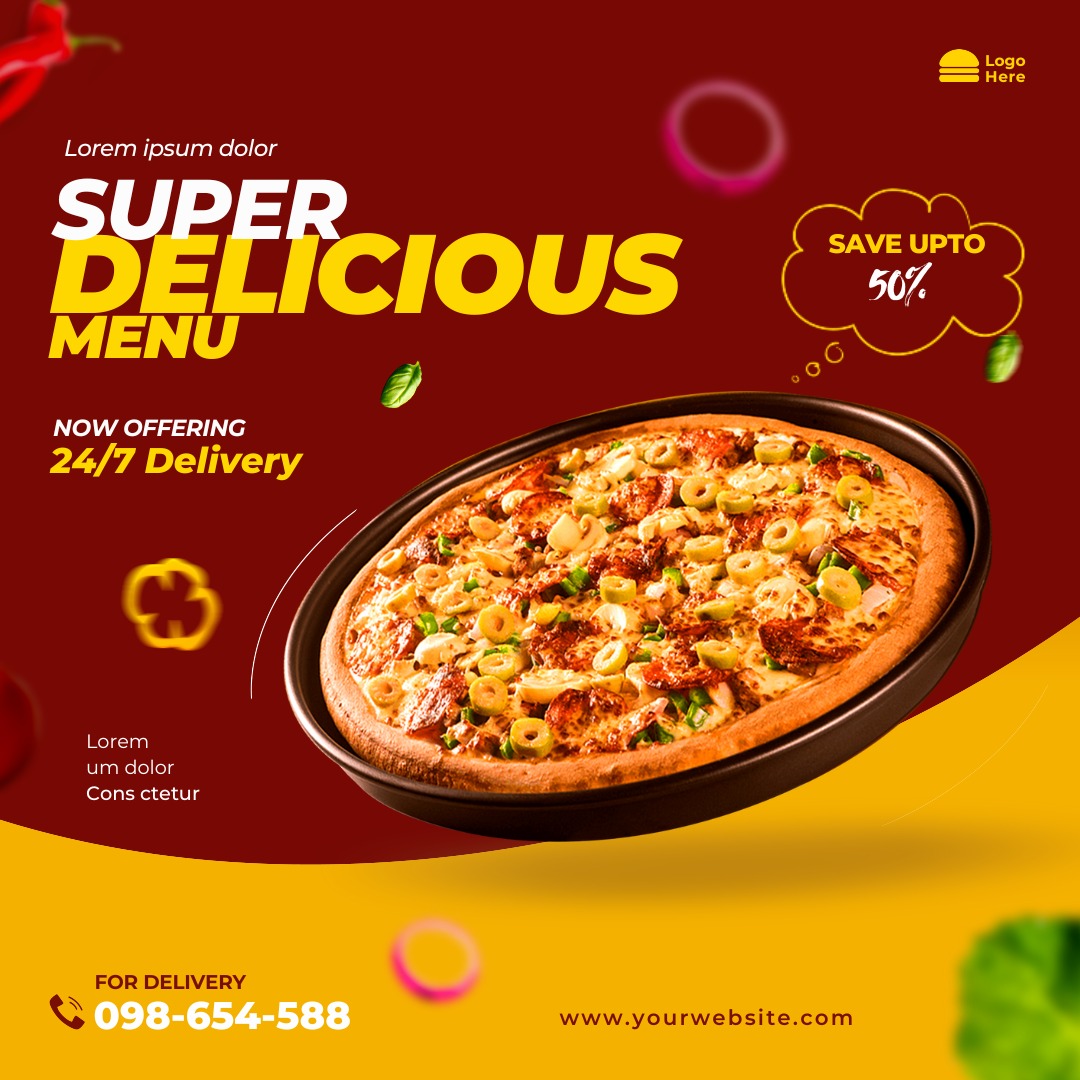 Logo
Here
Lorem ipsum dolor
SUPER
DELICIOUS
MENU
SAVE UPTO
50%
NOW OFFERING
24/7 Delivery
Lorem
um dolor
Cons ctetur
FOR DELIVERY
098-654-588
www.yourwebsite.com